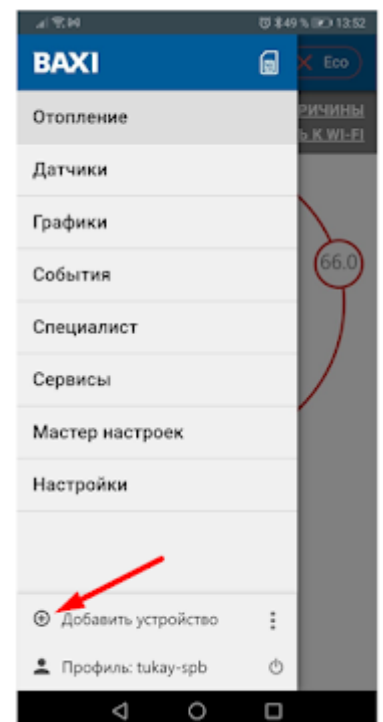 49 % 13:52
BAXI
Eco
Отопление
РИЧИНЫ
Ь К WI-FI
Датчики
Графики
66.0
События
Специалист
Сервисы
Мастер настроек
Настройки
Добавить устройство
Профиль: tukay-spb